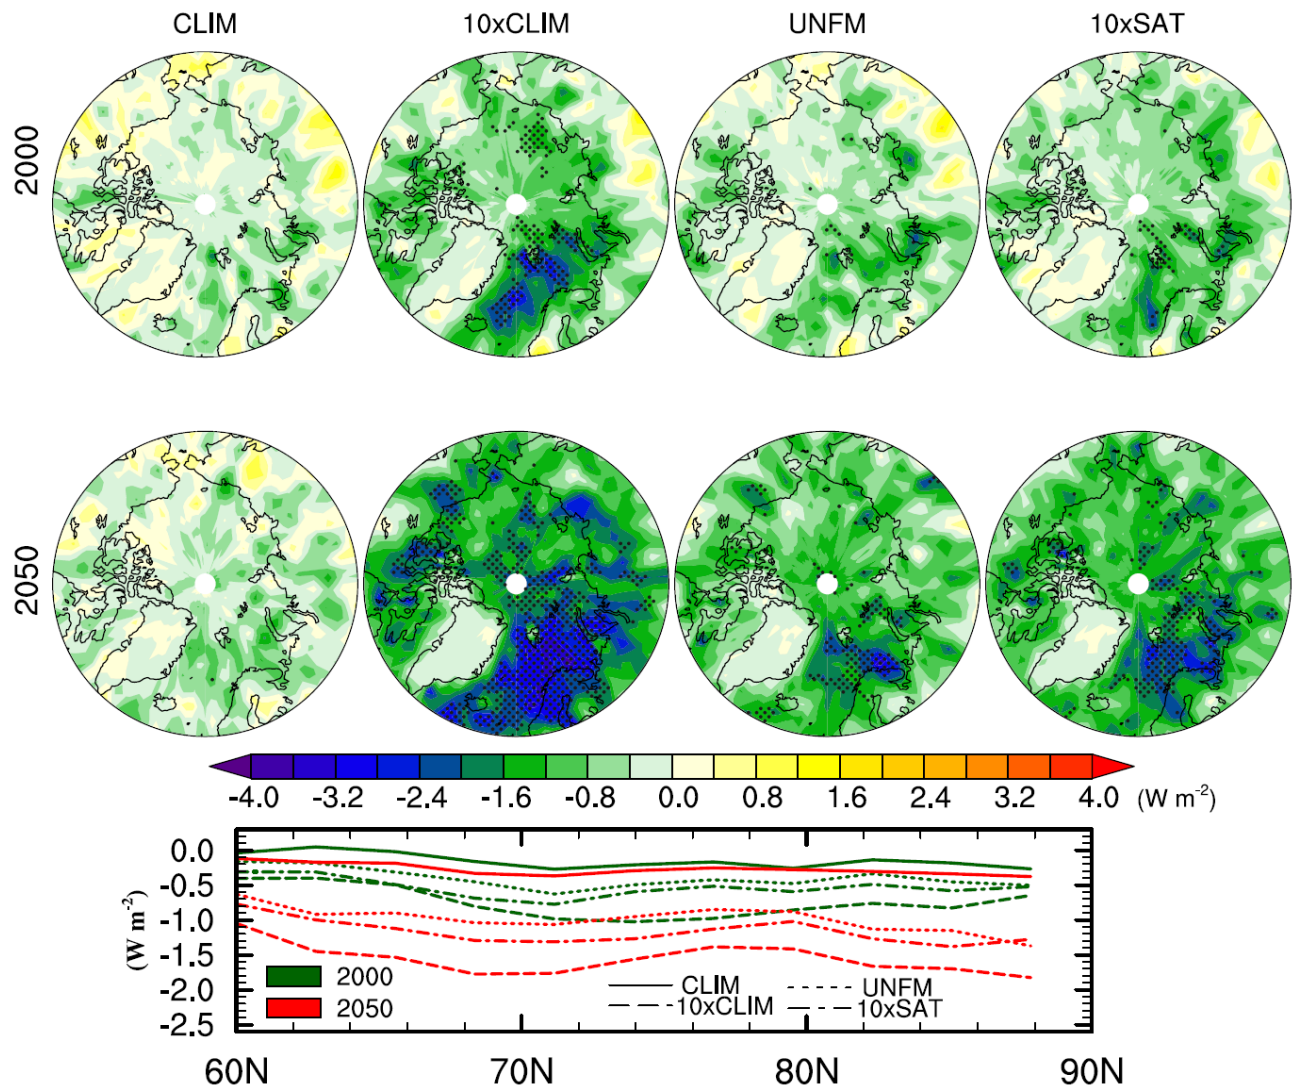 CLIM 10xCLIM UNFM 10xSAT
2000
2050
-4.0 -3.2 -2.4 -1.6 -0.8 0.0 0.8 1.6 2.4 3.2 4.0 (W m-2)
(W m-2)
0.0
-0.5
-1.0
-1.5
-2.0
-2.5
2000
2050
CLIM UNFM
10xCLIM 10xSAT
60N 70N 80N 90N